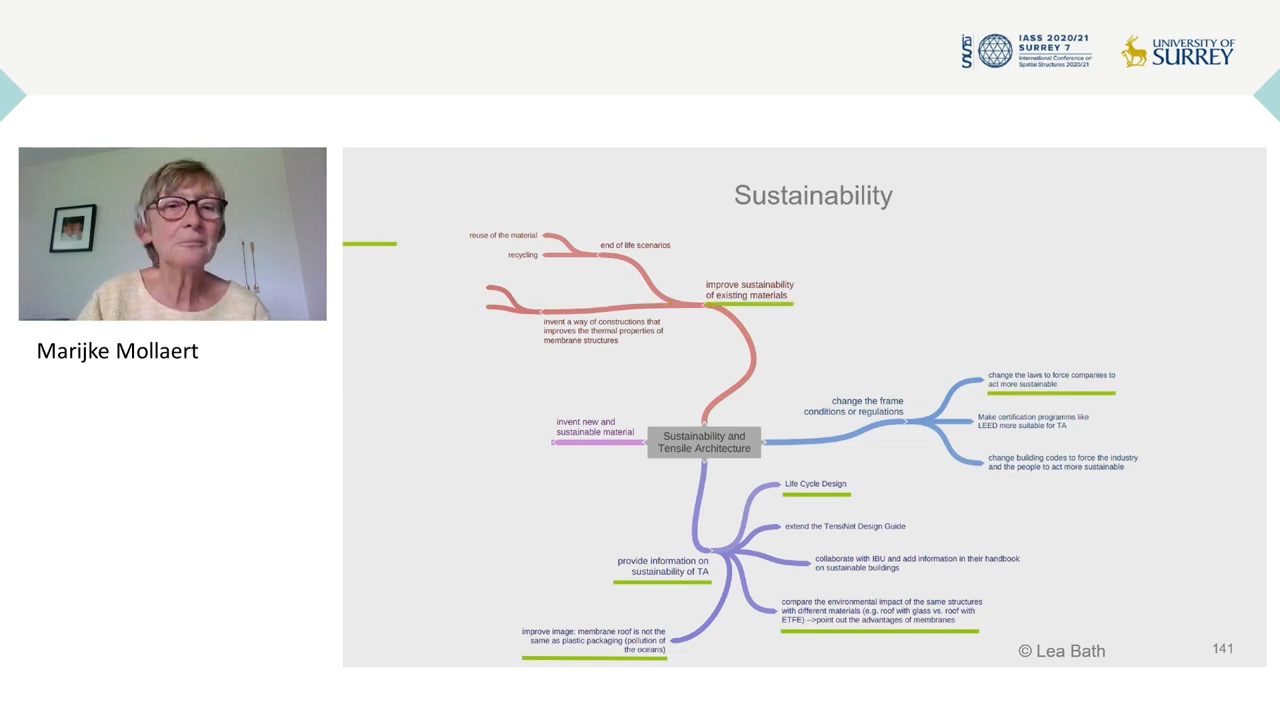 IASS
IASS 2020/21
SURREY 7
International Conference on
Spatial Structures 2020/21
UNIVERSITY OF
SURREY
Marijke Mollaert
Sustainability
reuse of the material
recycling
end of life scenarios
improve sustainability
of existing materials
invent a way of constructions that
improves the thermal properties of
membrane structures
invent new and
sustainable material
Sustainability and
Tensile Architecture
change the frame
conditions or regulations
change the laws to force companies to
act more sustainable
Make certification programms like
LEED more suitable for TA
change building codes to force the industry
and the people to act more sustainable
Life Cycle Design
extend the TensiNet Design Guide
provide information on
sustainability of TA
collaborate with IBU and add information in their handbook
on sustainable buildings
compare the environmental impact of the same structures
with different materials (e.g. roof with glass vs. roof with
ETFE) -->point out the advantages of membranes
improve image: membrane roof is not the
same as plastic packaging (pollution of
the oceans)
© Lea Bath
141